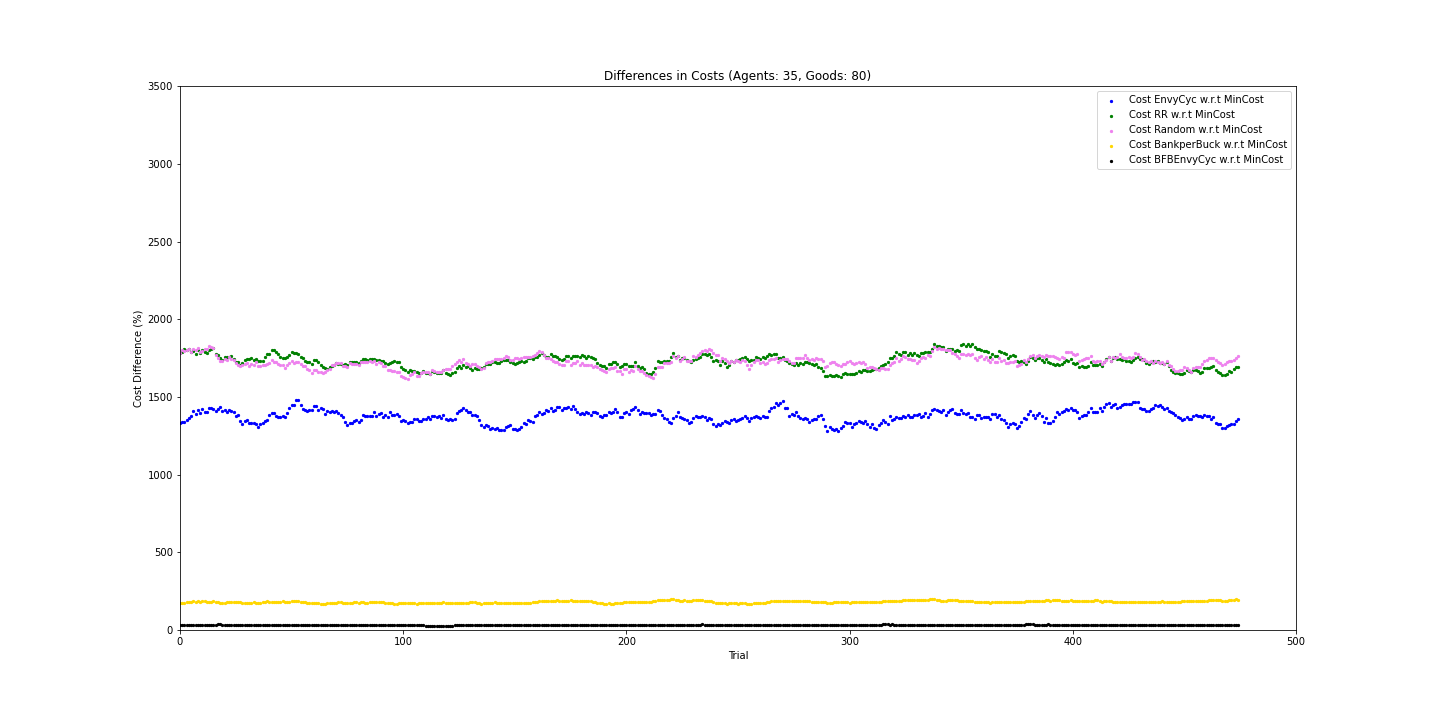 Differences in Costs (Agents: 35, Goods: 80)
3500
3000
2500
2000
1500
1000
500
0
Cost Difference (%)
Cost EnvyCyc w.r.t MinCost
Cost RR w.r.t MinCost
Cost Random w.r.t MinCost
Cost BankperBuck w.r.t MinCost
Cost BFBEnvyCyc w.r.t MinCost
0 100 200 300 400 500
Trial